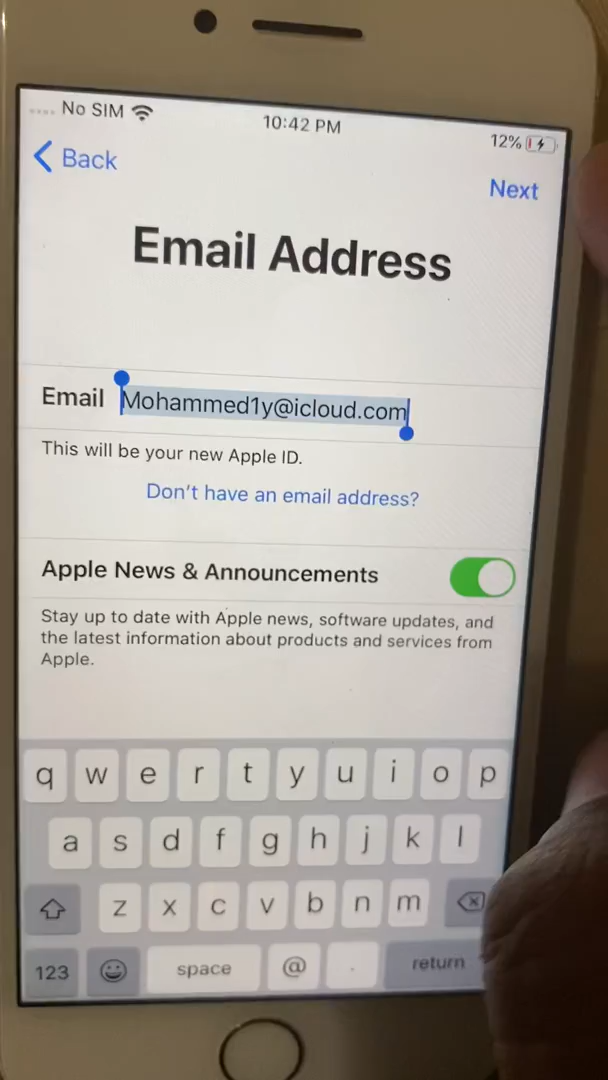 No SIM 10:42 PM 12%
Back
Next
Email Address
Email Mohammed1y@icloud.com
This will be your new Apple ID.
Don't have an email address?
Apple News & Announcements
Stay up to date with Apple news, software updates, and
the latest information about products and services from
Apple.
q w e r t y u i o p
a s d f g h j k l
z x c v b n m
123 space @ . return